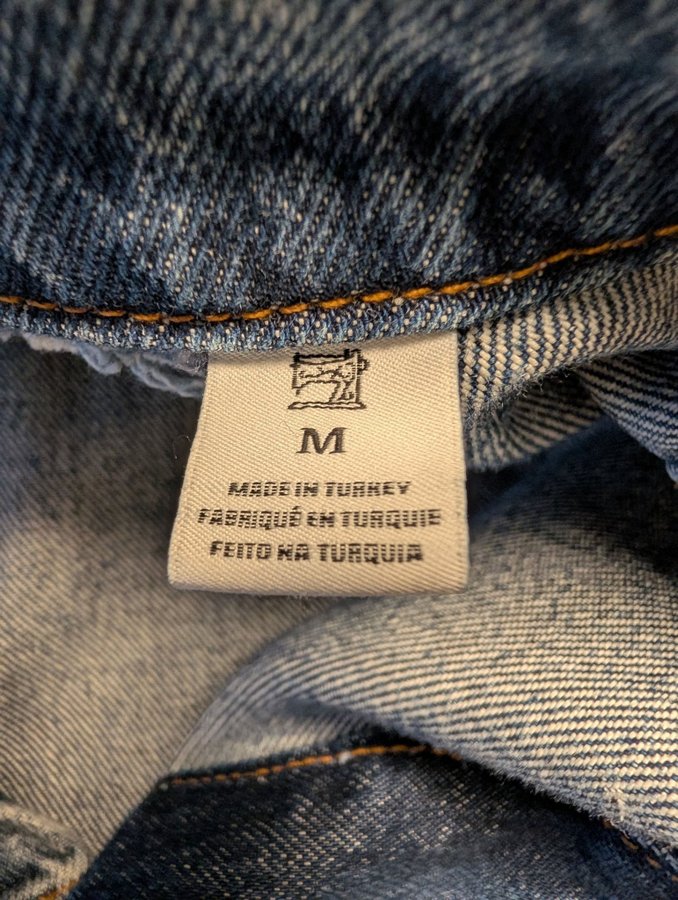 M
MADE IN TURKEY
FABRIQUÉ EN TURQUIE
FEITO NA TURQUIA